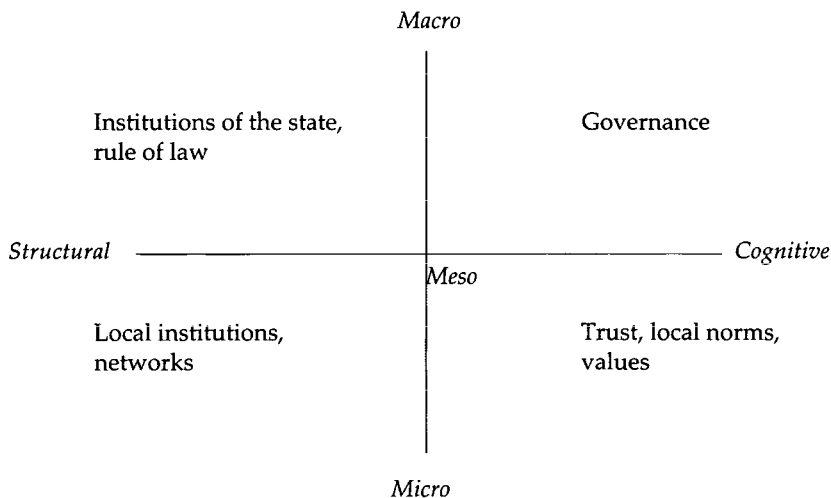 Macro
Institutions of the state,
rule of law
Governance
Structural
Cognitive
Meso
Local institutions,
networks
Trust, local norms,
values
Micro